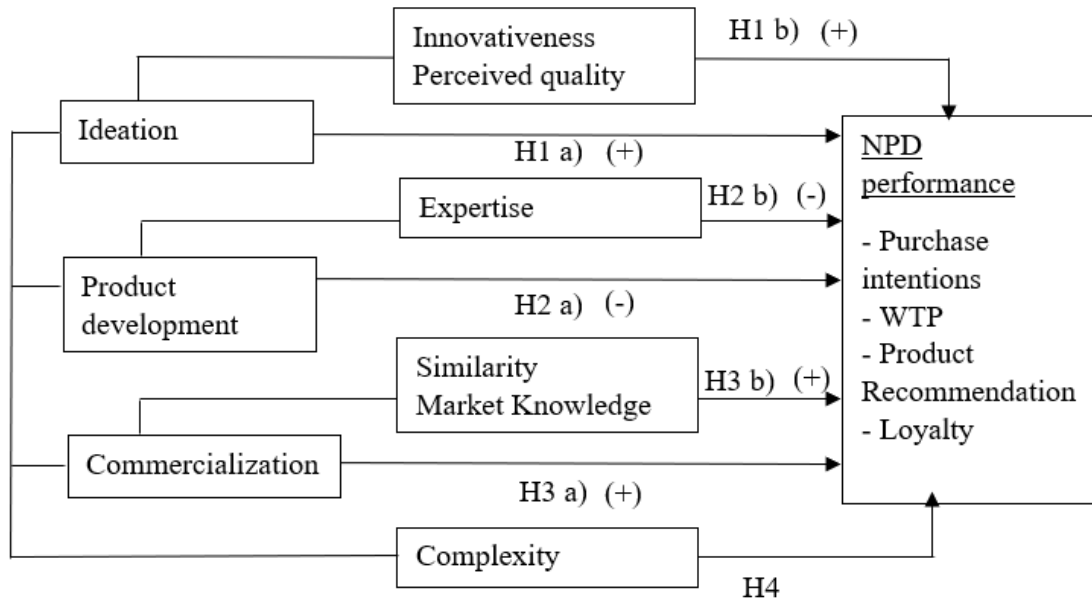 Innovativeness
Perceived quality
H1 b) (+)
Ideation
H1 a) (+)
Expertise
H2 b) (-)
Product
development
H2 a) (-)
Similarity
Market Knowledge
H3 b) (+)
Commercialization
H3 a) (+)
Complexity
H4
NPD
performance
- Purchase
intentions
- WTP
- Product
Recommendation
- Loyalty